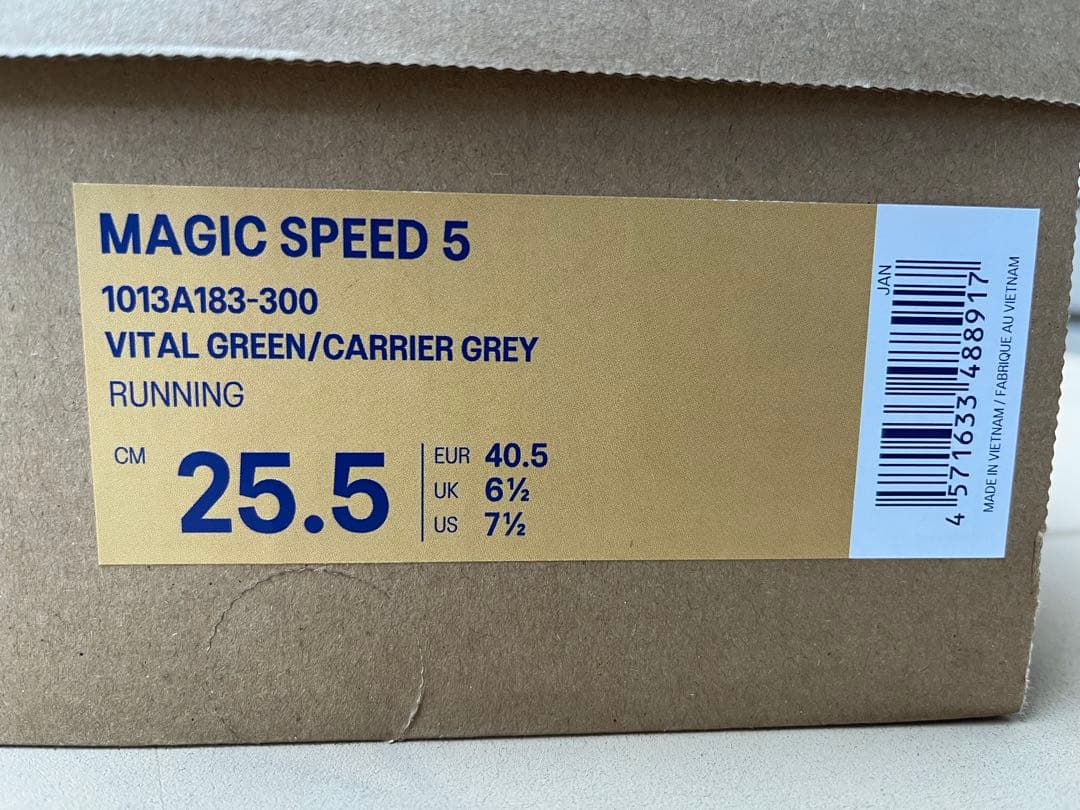 MAGIC SPEED 5
1013A183-300
VITAL GREEN/CARRIER GREY
RUNNING
CM 25.5
EUR 40.5
UK 6½
US 7½
JAN
4 571633 488917
MADE IN VIETNAM / FABRIQUE AU VIETNAM